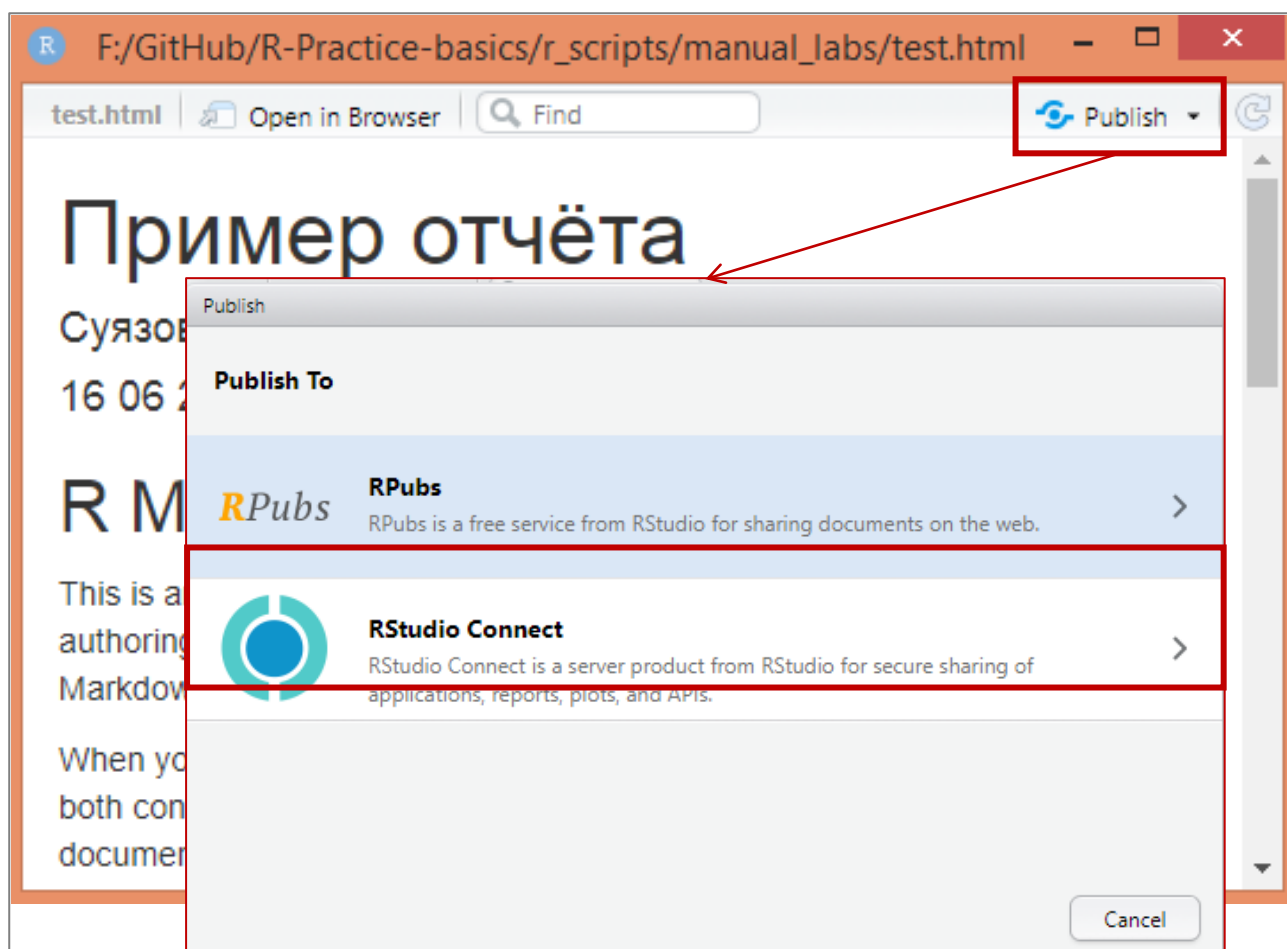 R F:/GitHub/R-Practice-basics/r_scripts/manual_labs/test.html
test.html Open in Browser Find Publish
Пример отчёта
Суязов
16 06
R M
This is a
authoring
Markdow
When yo
both con
documen
Publish
Publish To
RPubs
RPubs
RPubs is a free service from RStudio for sharing documents on the web.
RStudio Connect
RStudio Connect is a server product from RStudio for secure sharing of
applications, reports, plots, and APIs.
Cancel